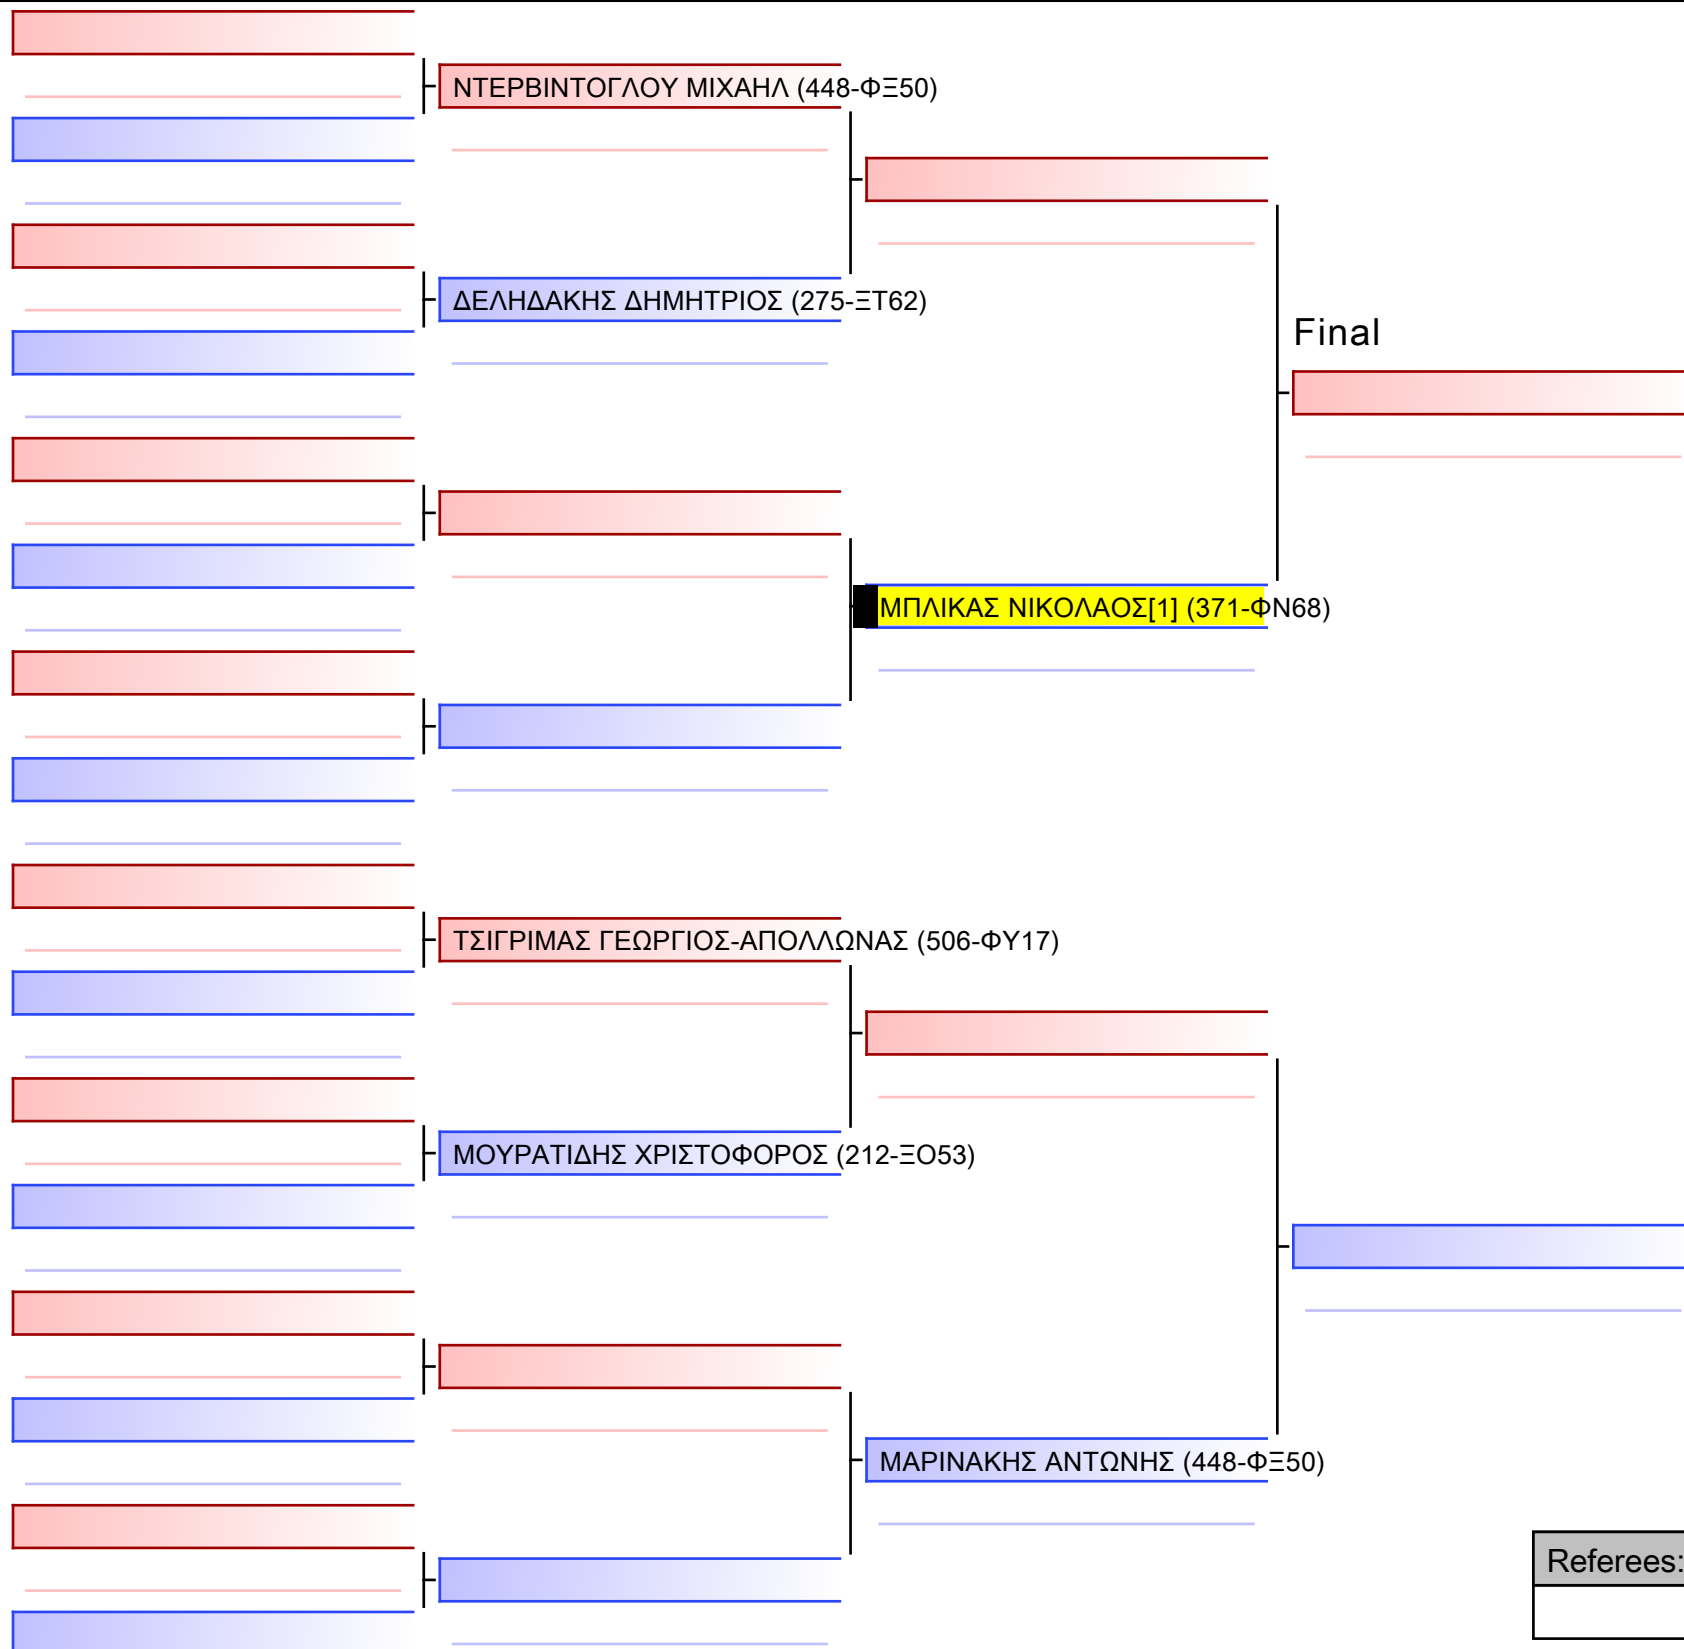 ΝΤΕΡΒΙΝΤΟΓΛΟΥ ΜΙΧΑΗΛ (448-ΦΞ50)
ΔΕΛΗΔΑΚΗΣ ΔΗΜΗΤΡΙΟΣ (275-ΞΤ62)
Final
ΜΠΛΙΚΑΣ ΝΙΚΟΛΑΟΣ[1] (371-ΦΝ68)
ΤΣΙΓΡΙΜΑΣ ΓΕΩΡΓΙΟΣ-ΑΠΟΛΛΩΝΑΣ (506-ΦΥ17)
ΜΟΥΡΑΤΙΔΗΣ ΧΡΙΣΤΟΦΟΡΟΣ (212-ΞΟ53)
ΜΑΡΙΝΑΚΗΣ ΑΝΤΩΝΗΣ (448-ΦΞ50)
Referees: